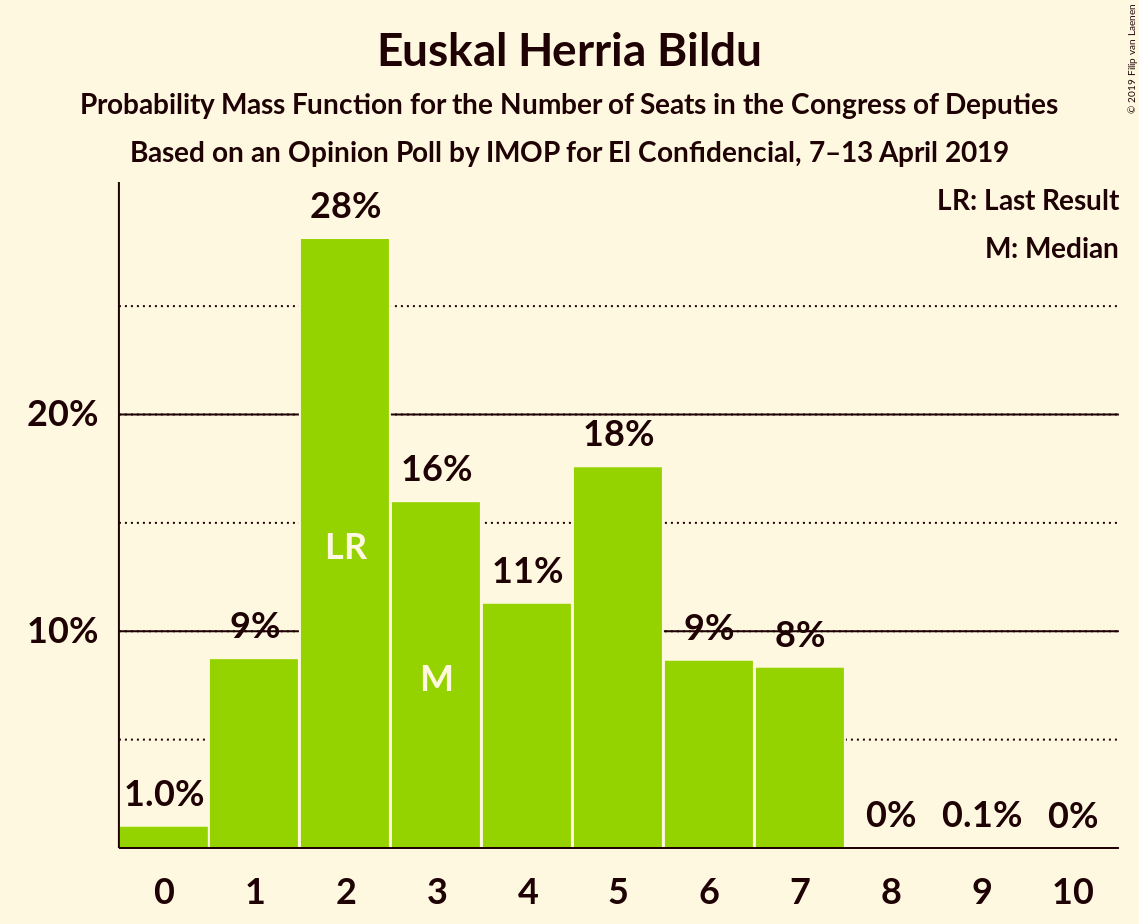 Euskal Herria Bildu
Probability Mass Function for the Number of Seats in the Congress of Deputies
Based on an Opinion Poll by IMOP for El Confidencial, 7–13 April 2019
© 2019 Filip van Laenen
LR: Last Result
M: Median
28%
20%
18%
16%
LR
11%
10%
9%
9%
8%
M
1.0%
0%
0.1%
0%
0 1 2 3 4 5 6 7 8 9 10